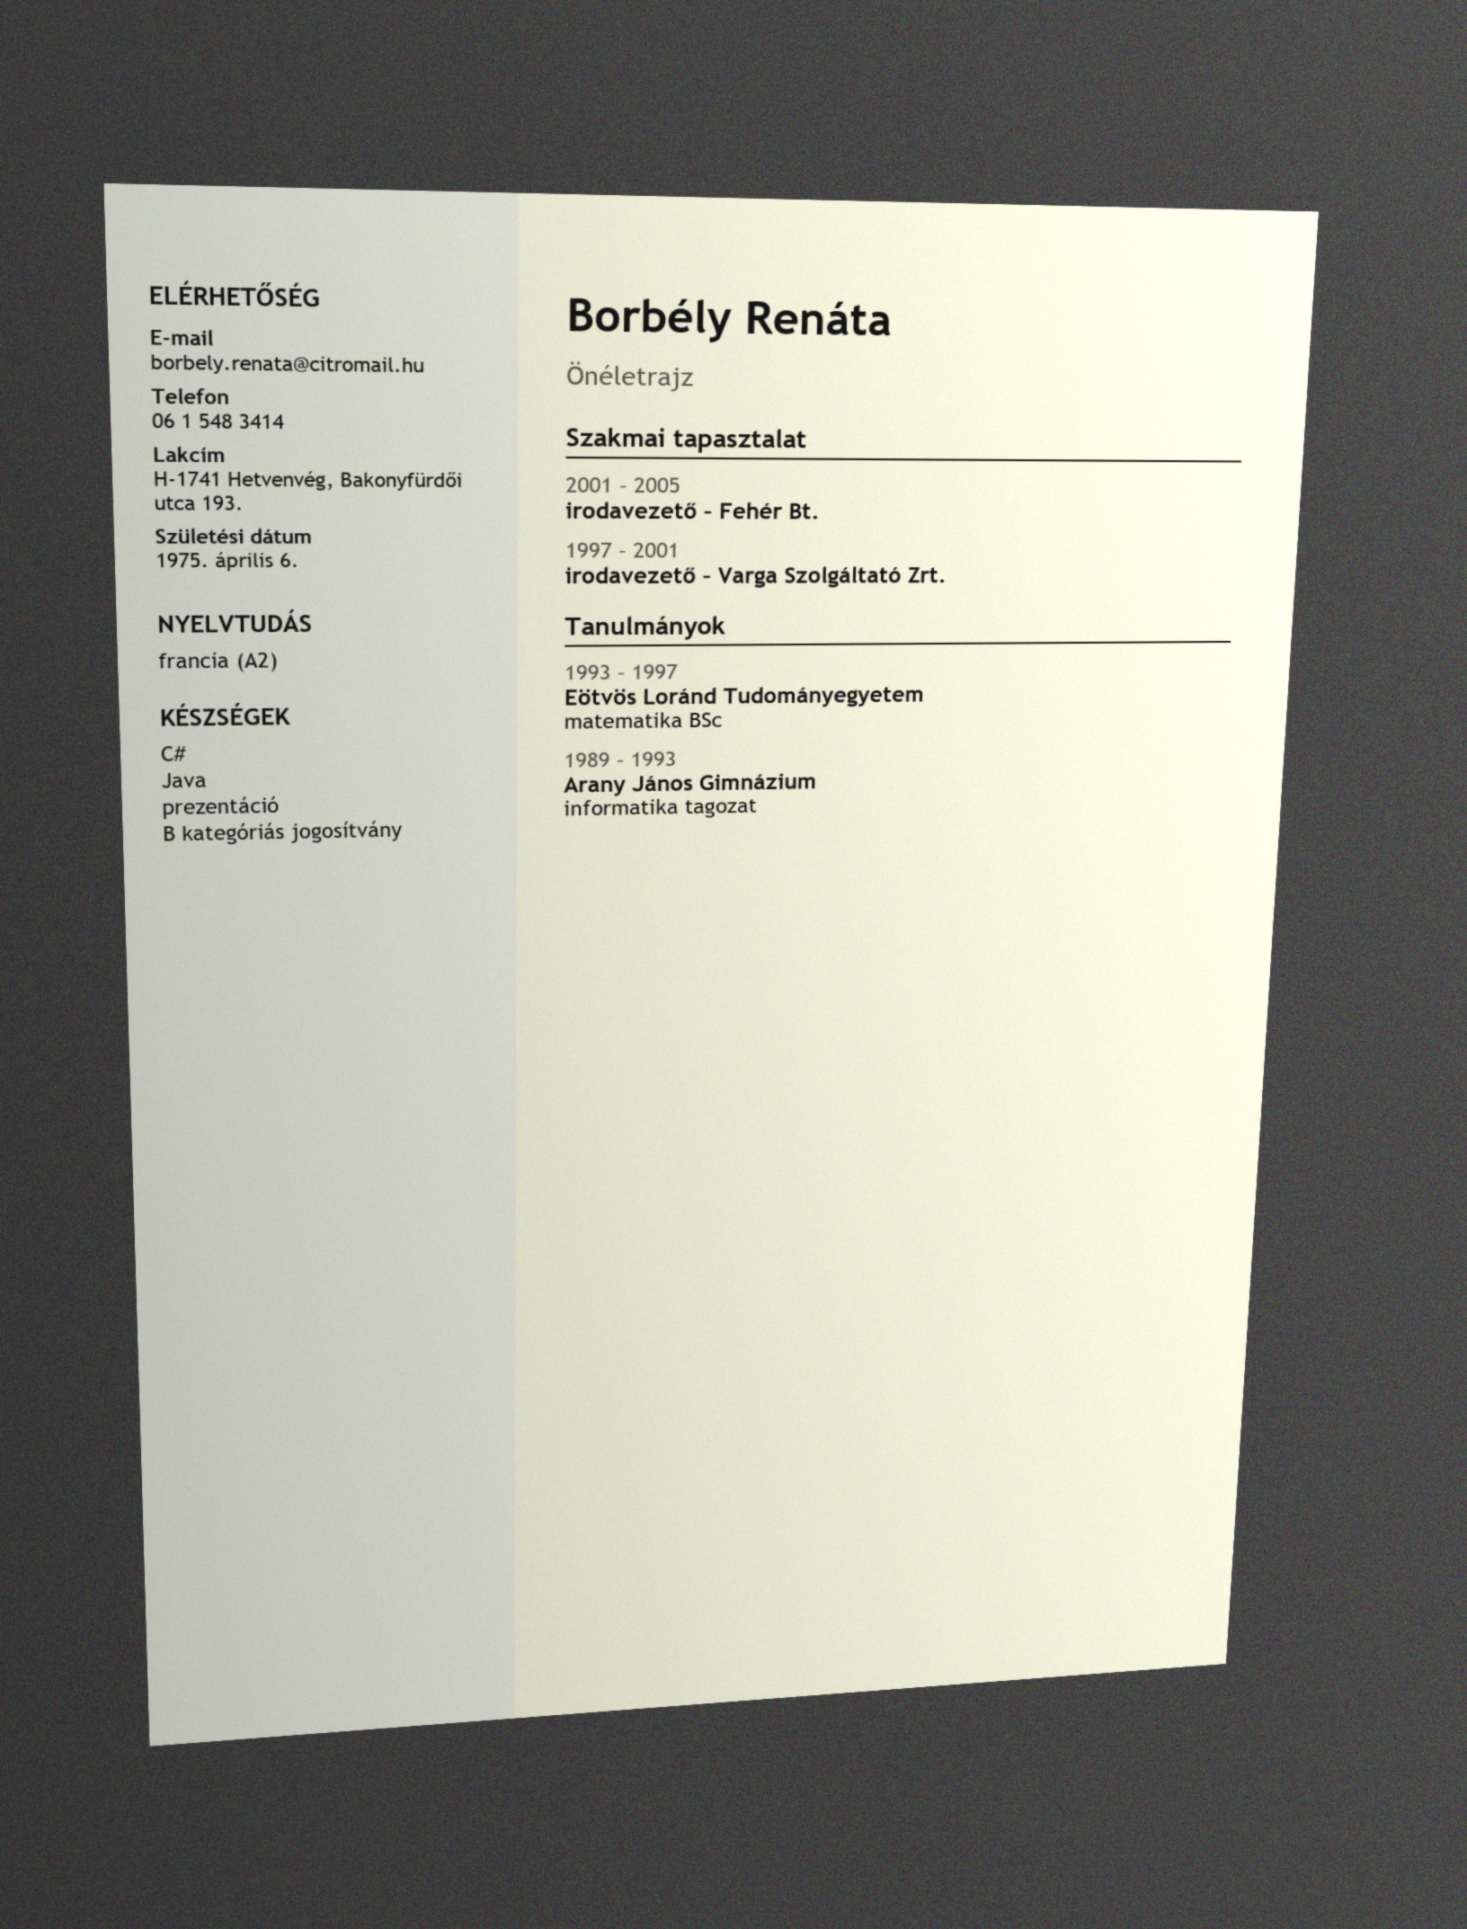 ELÉRHETŐSÉG
E-mail
borbely.renata@citromail.hu
Telefon
06 1 548 3414
Lakcím
H-1741 Hetvenvég, Bakonyfürdői
utca 193.
Születési dátum
1975. április 6.
NYELVTUDÁS
francia (A2)
KÉSZSÉGEK
C#
Java
prezentáció
B kategóriás jogosítvány
Borbély Renáta
Önéletrajz
Szakmai tapasztalat
2001 – 2005
irodavezető – Fehér Bt.
1997 – 2001
irodavezető – Varga Szolgáltató Zrt.
Tanulmányok
1993 – 1997
Eötvös Loránd Tudományegyetem
matematika BSc
1989 – 1993
Arany János Gimnázium
informatika tagozat